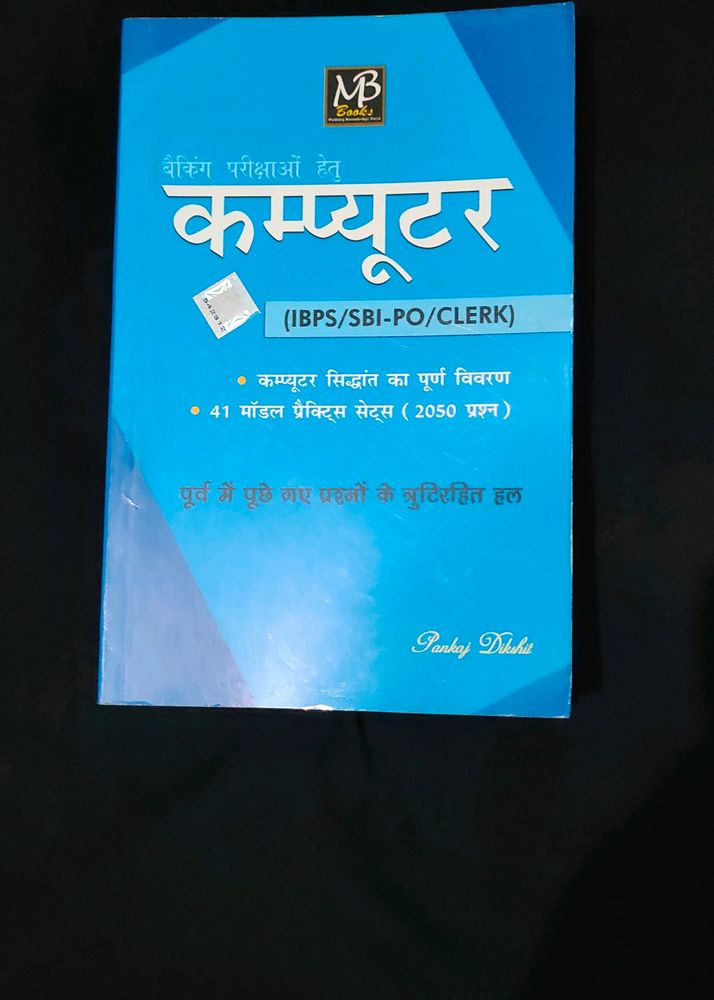 MB
Books
बैकिंग परीक्षाओं हेतु
कम्प्यूटर
(IBPS/SBI-PO/CLERK)
• कम्प्यूटर सिद्धांत का पूर्ण विवरण
• 41 मॉडल प्रैक्ट्सि सेट्स ( 2050 प्रश्न )
पूर्व में पूछे गए प्रश्नों के त्रुटिरहित हल
Pankaj Dikshit